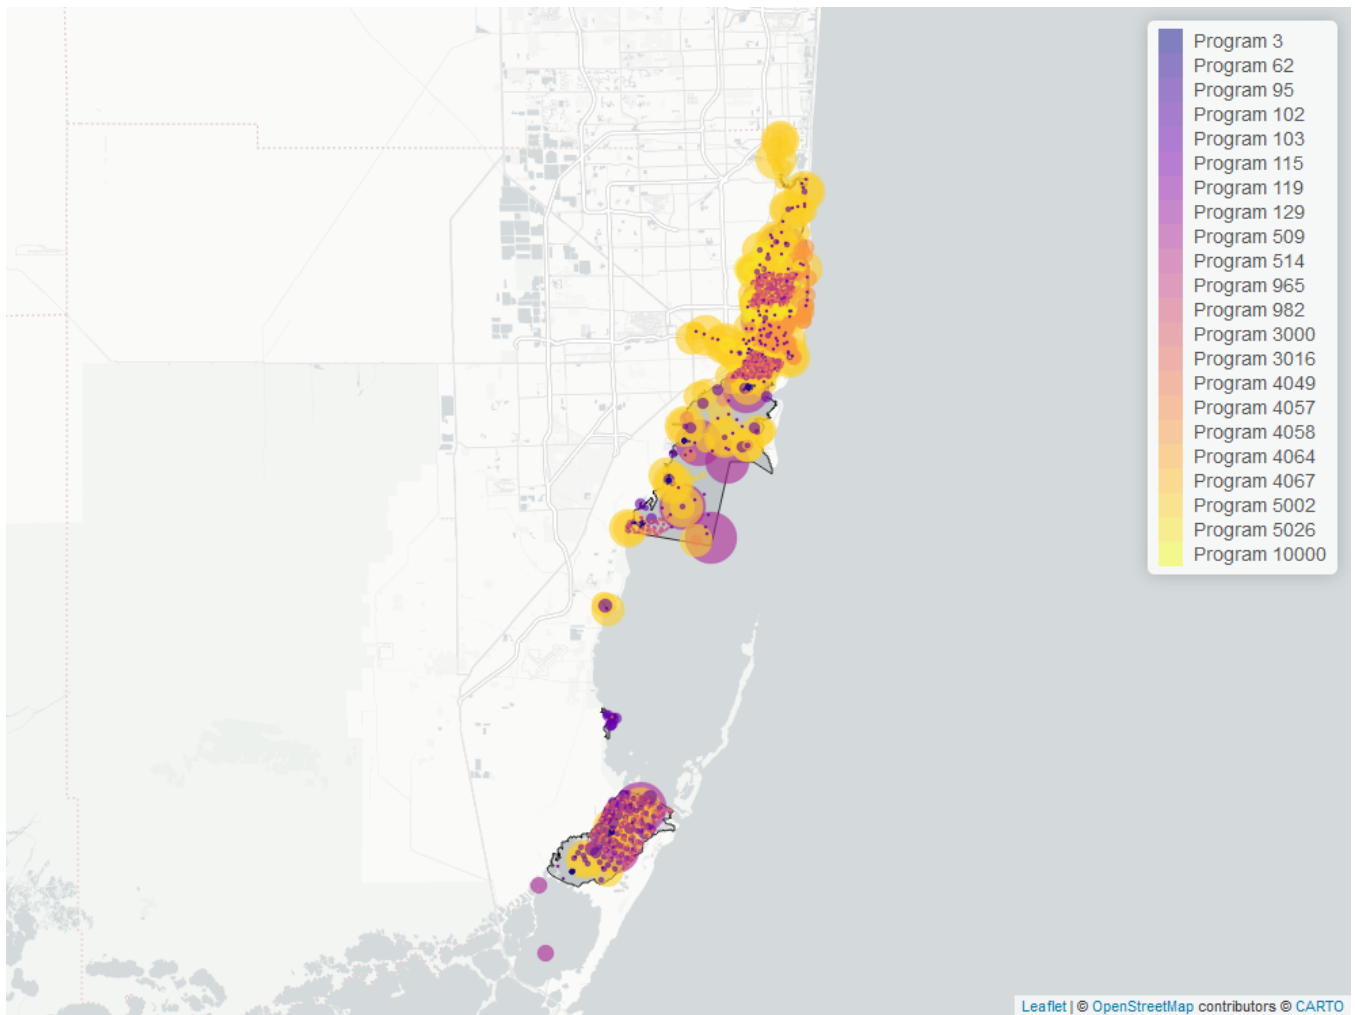 Program 3
Program 62
Program 95
Program 102
Program 103
Program 115
Program 119
Program 129
Program 509
Program 514
Program 965
Program 982
Program 3000
Program 3016
Program 4049
Program 4057
Program 4058
Program 4064
Program 4067
Program 5002
Program 5026
Program 10000
Leaflet | © OpenStreetMap contributors © CARTO